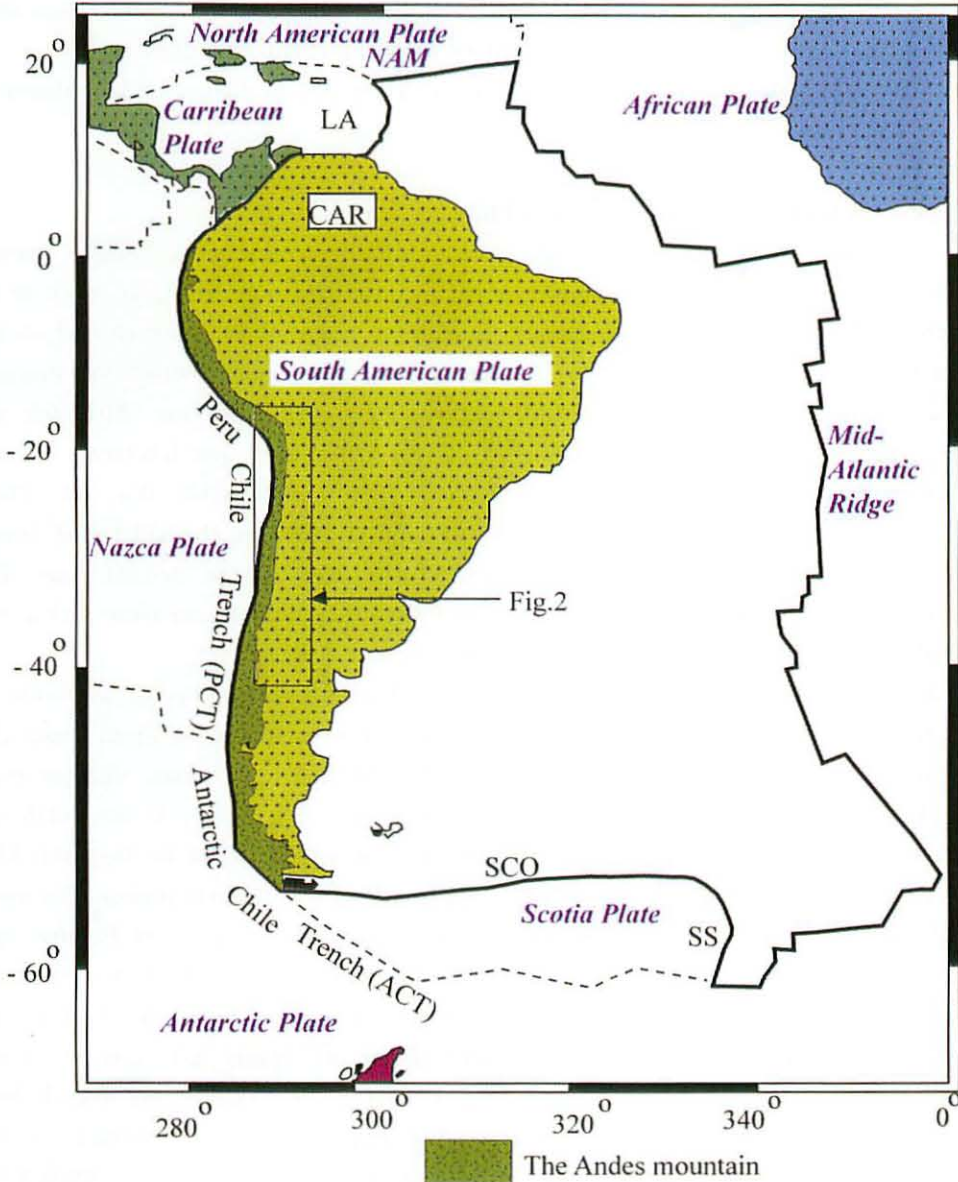 North American Plate
NAM
20°
Carribean
Plate
LA
African Plate
CAR
0°
South American Plate
Peru Chile Trench (PCT)
- 20°
Mid-
Atlantic
Ridge
Nazca Plate
Fig.2
- 40°
Antarctic Chile Trench (ACT)
SCO
Scotia Plate
SS
- 60°
Antarctic Plate
280°
300°
320°
340°
0°
The Andes mountain